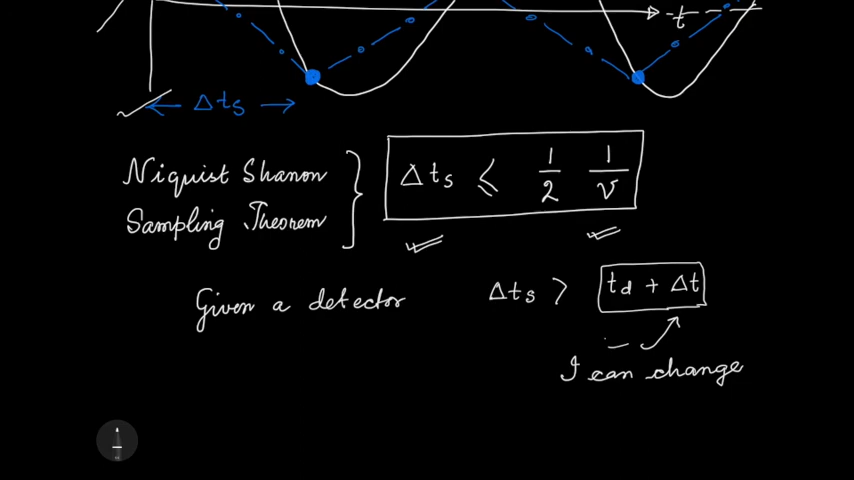 t
Δts
Niquist Shanon
Sampling Theorem
Δts ≤ 1/2 1/ν
Given a detector Δts > td + Δt
I can change